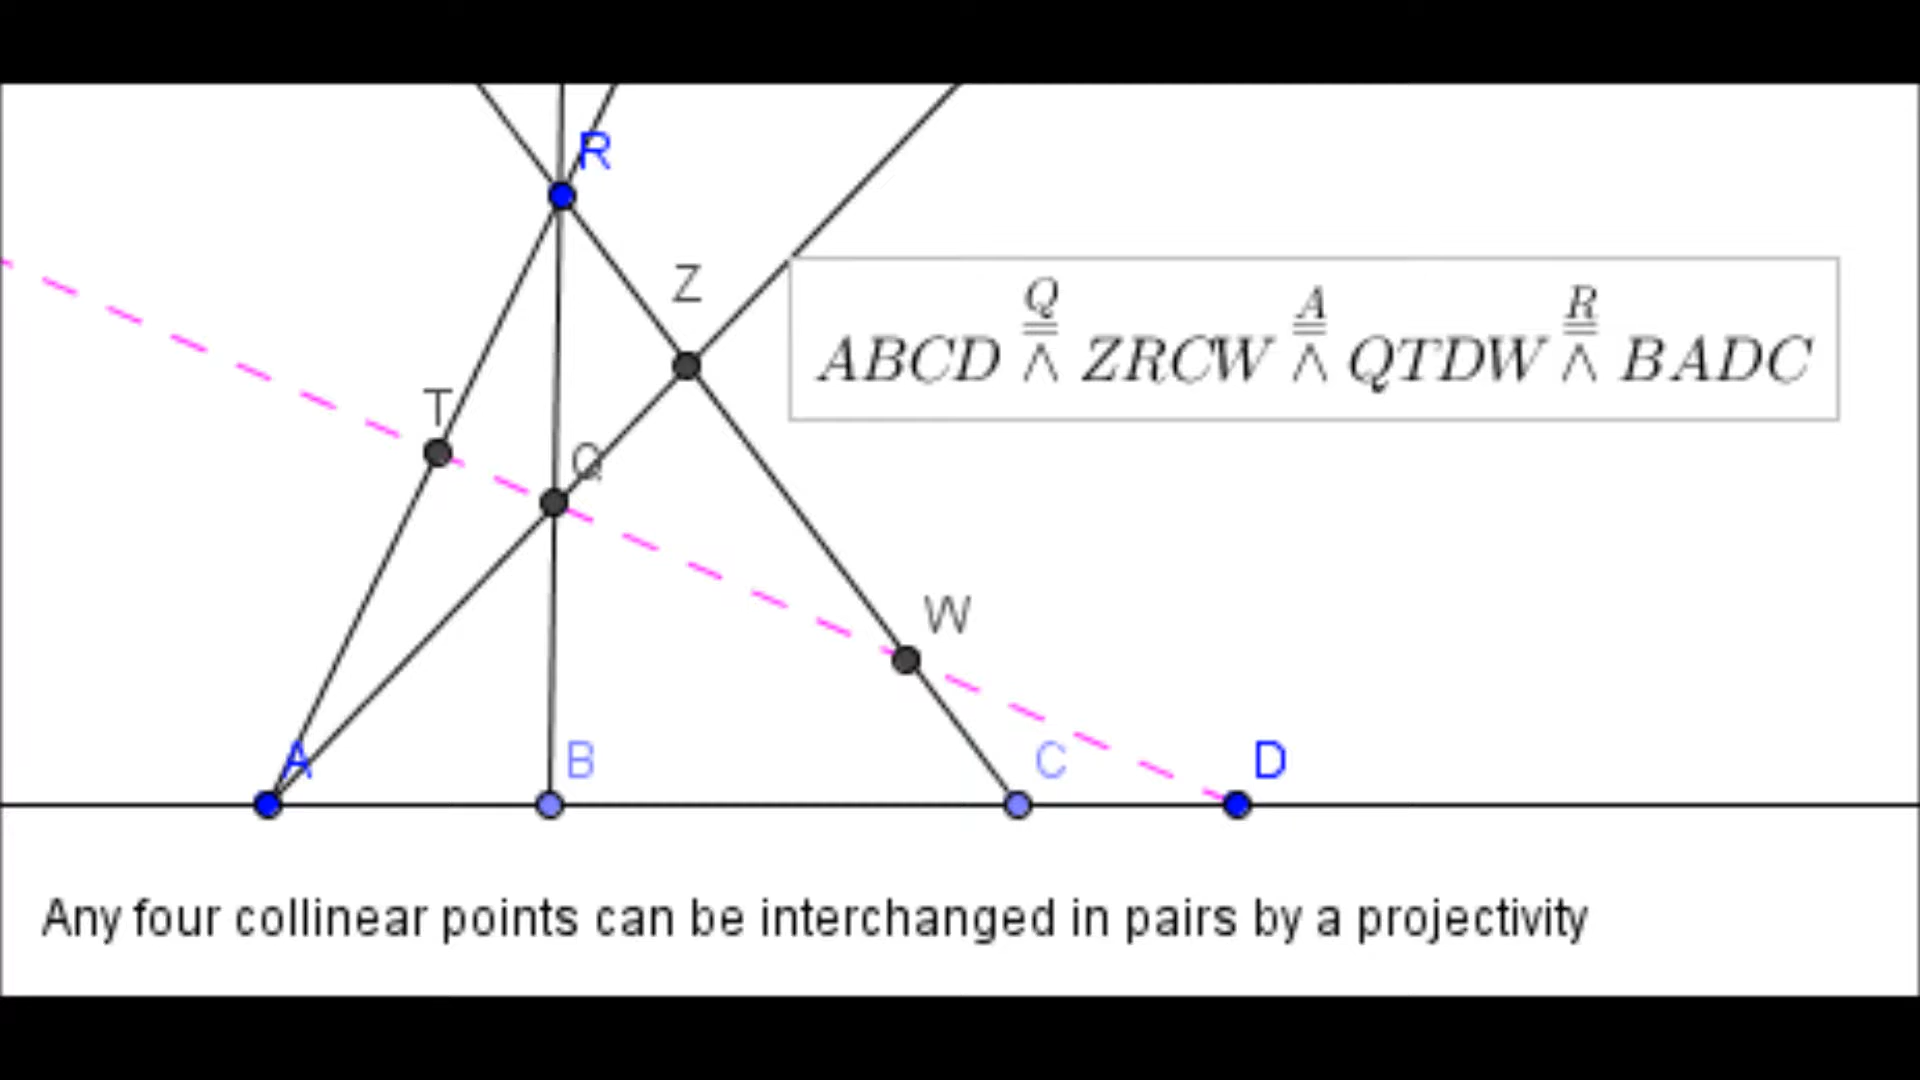 R
Z
Q A R
ABCD ⩞ ZRCW ⩞ QTDW ⩞ BADC
T
Q
W
A B C D
Any four collinear points can be interchanged in pairs by a projectivity